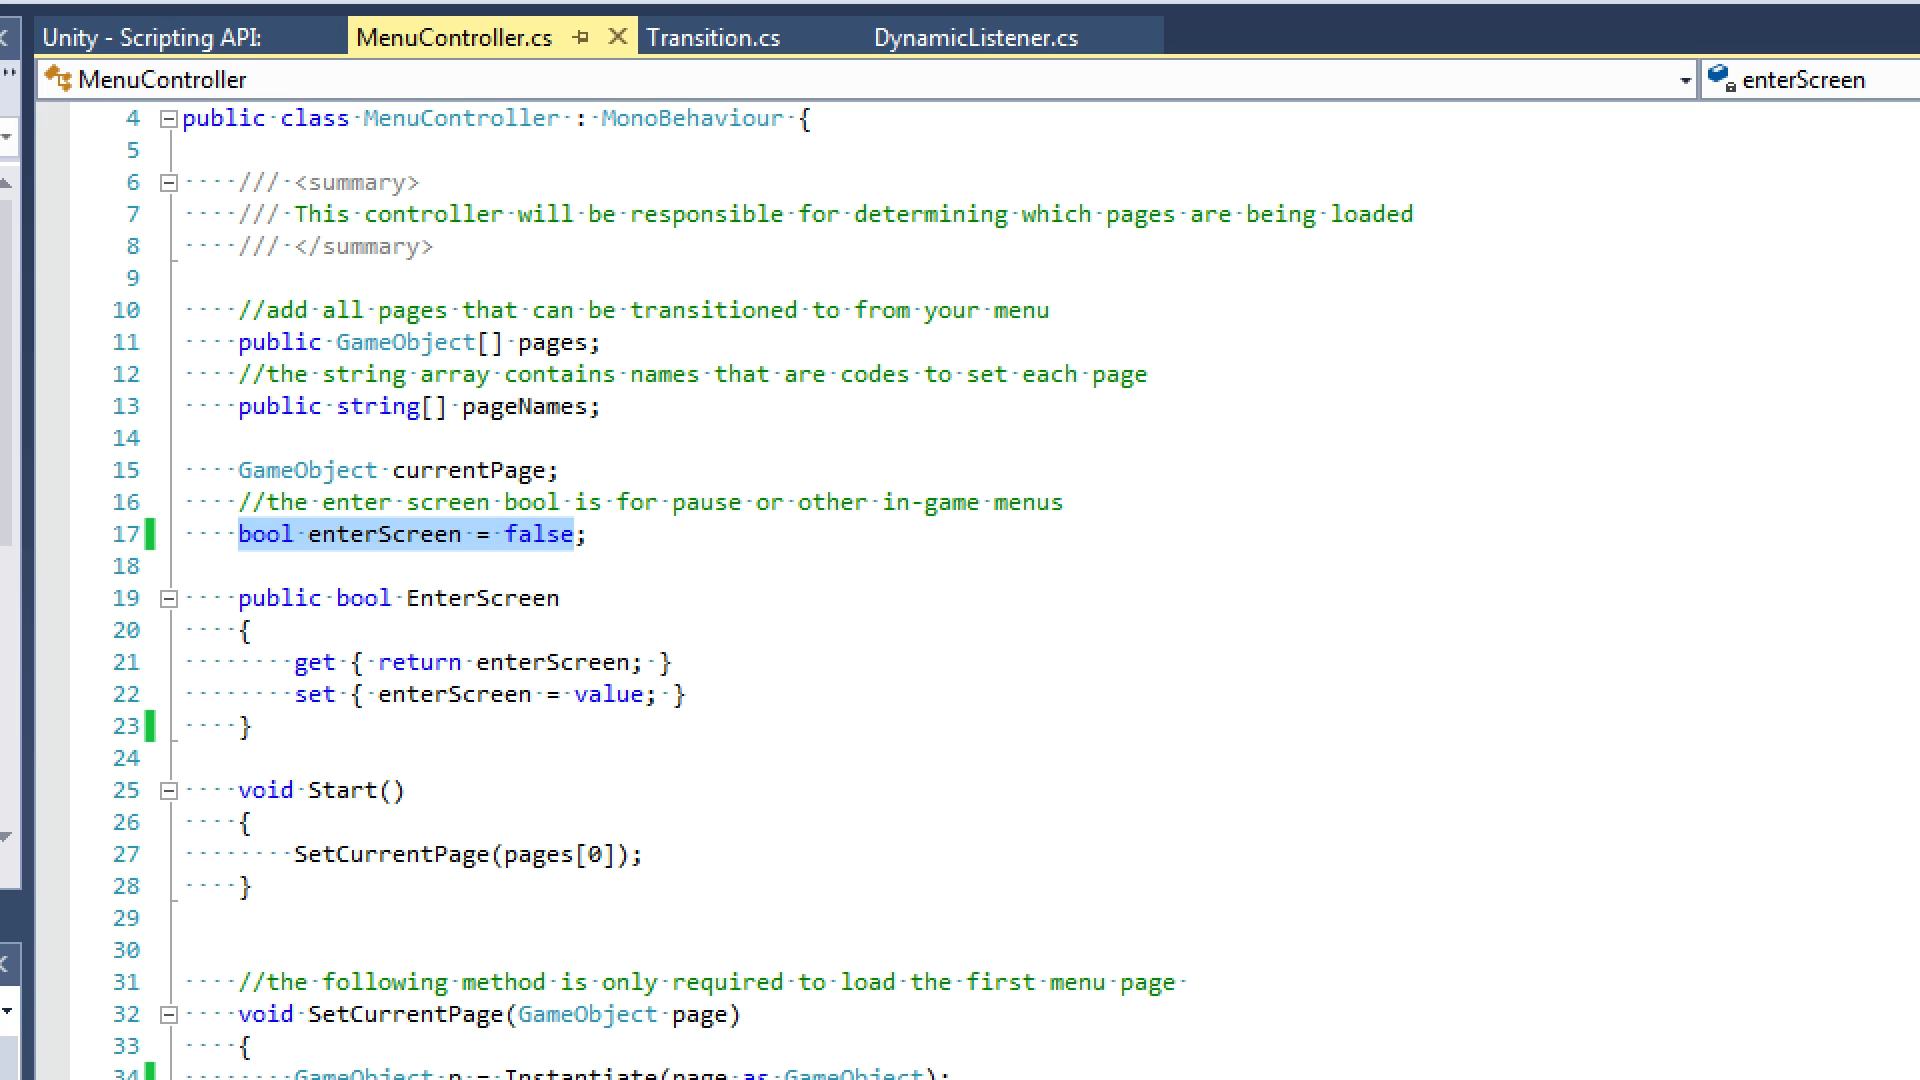 Unity - Scripting API:
MenuController.cs
Transition.cs
DynamicListener.cs
MenuController
enterScreen
4 public class MenuController : MonoBehaviour {
5
6 /// <summary>
7 /// This controller will be responsible for determining which pages are being loaded
8 /// </summary>
9
10 //add all pages that can be transitioned to from your menu
11 public GameObject[] pages;
12 //the string array contains names that are codes to set each page
13 public string[] pageNames;
14
15 GameObject currentPage;
16 //the enter screen bool is for pause or other in-game menus
17 bool enterScreen = false;
18
19 public bool EnterScreen
20 {
21 get { return enterScreen; }
22 set { enterScreen = value; }
23 }
24
25 void Start()
26 {
27 SetCurrentPage(pages[0]);
28 }
29
30
31 //the following method is only required to load the first menu page
32 void SetCurrentPage(GameObject page)
33 {
34 GameObject p = Instantiate(page as GameObject);